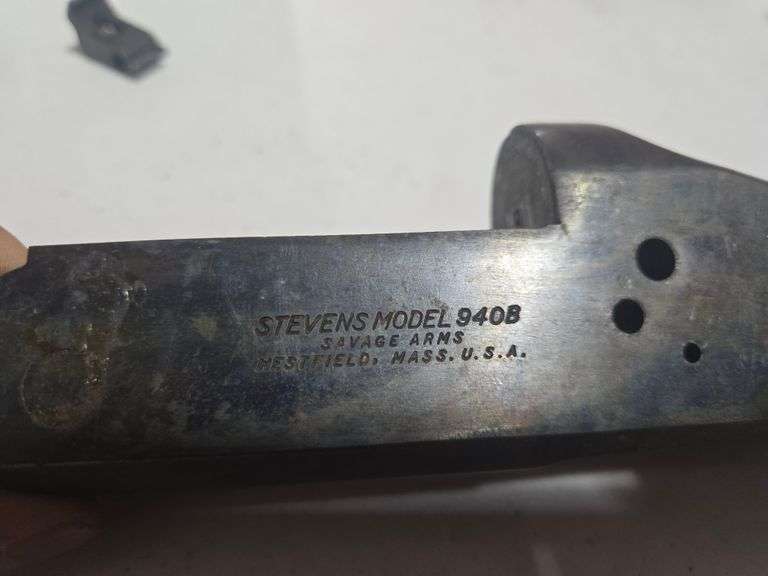 STEVENS MODEL 940B
SAVAGE ARMS
WESTFIELD, MASS. U.S.A.